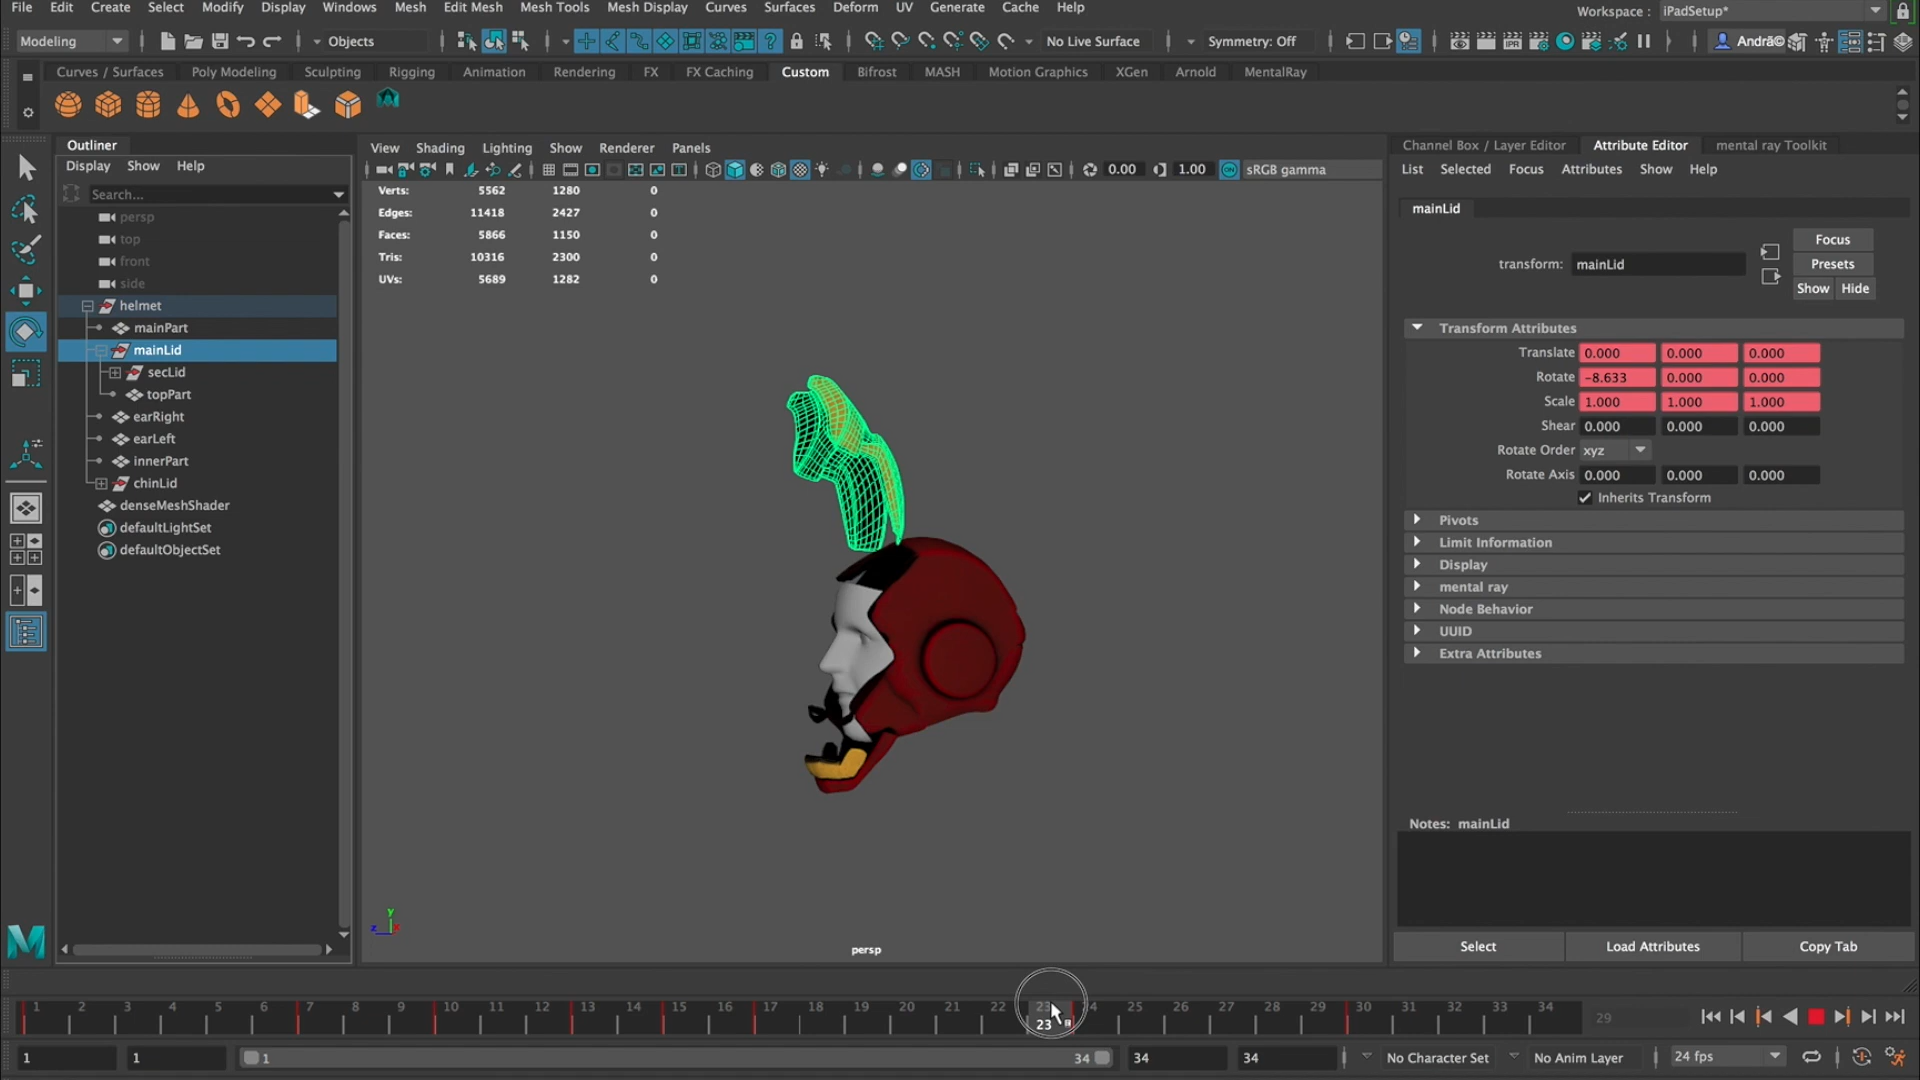 File Edit Create Select Modify Display Windows Mesh Edit Mesh Mesh Tools Mesh Display Curves Surfaces Deform UV Generate Cache Help Workspace : iPadSetup*
Modeling Objects No Live Surface Symmetry: Off IPR Andrã©
Curves / Surfaces Poly Modeling Sculpting Rigging Animation Rendering FX FX Caching Custom Bifrost MASH Motion Graphics XGen Arnold MentalRay
Outliner
Display Show Help
Search...
persp
top
front
side
helmet
mainPart
mainLid
secLid
topPart
earRight
earLeft
innerPart
chinLid
denseMeshShader
defaultLightSet
defaultObjectSet
View Shading Lighting Show Renderer Panels
0.00 1.00 sRGB gamma
Verts: 5562 1280 0
Edges: 11418 2427 0
Faces: 5866 1150 0
Tris: 10316 2300 0
UVs: 5689 1282 0
persp
Channel Box / Layer Editor Attribute Editor mental ray Toolkit
List Selected Focus Attributes Show Help
mainLid
Focus
transform: mainLid Presets
Show Hide
Transform Attributes
Translate 0.000 0.000 0.000
Rotate -8.633 0.000 0.000
Scale 1.000 1.000 1.000
Shear 0.000 0.000 0.000
Rotate Order xyz
Rotate Axis 0.000 0.000 0.000
Inherits Transform
Pivots
Limit Information
Display
mental ray
Node Behavior
UUID
Extra Attributes
Notes: mainLid
Select Load Attributes Copy Tab
1 2 3 4 5 6 7 8 9 10 11 12 13 14 15 16 17 18 19 20 21 22 23 24 25 26 27 28 29 30 31 32 33 34 29
23
1 1 1 34 34 34 No Character Set No Anim Layer 24 fps